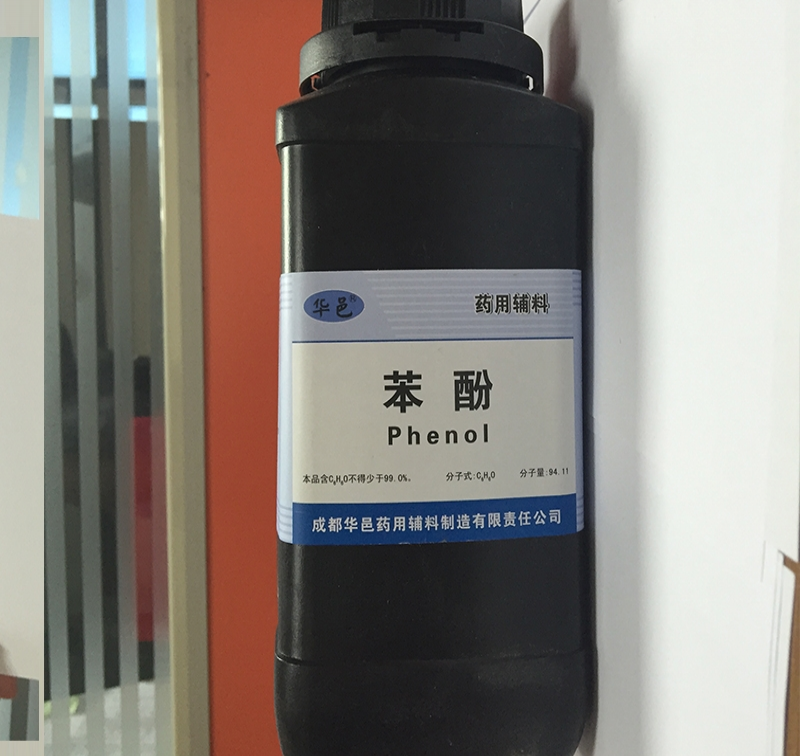 华邑®
药用辅料
苯 酚
Phenol
本品含C₆H₆O不得少于99.0%。 分子式:C₆H₆O 分子量:94.11
成都华邑药用辅料制造有限责任公司